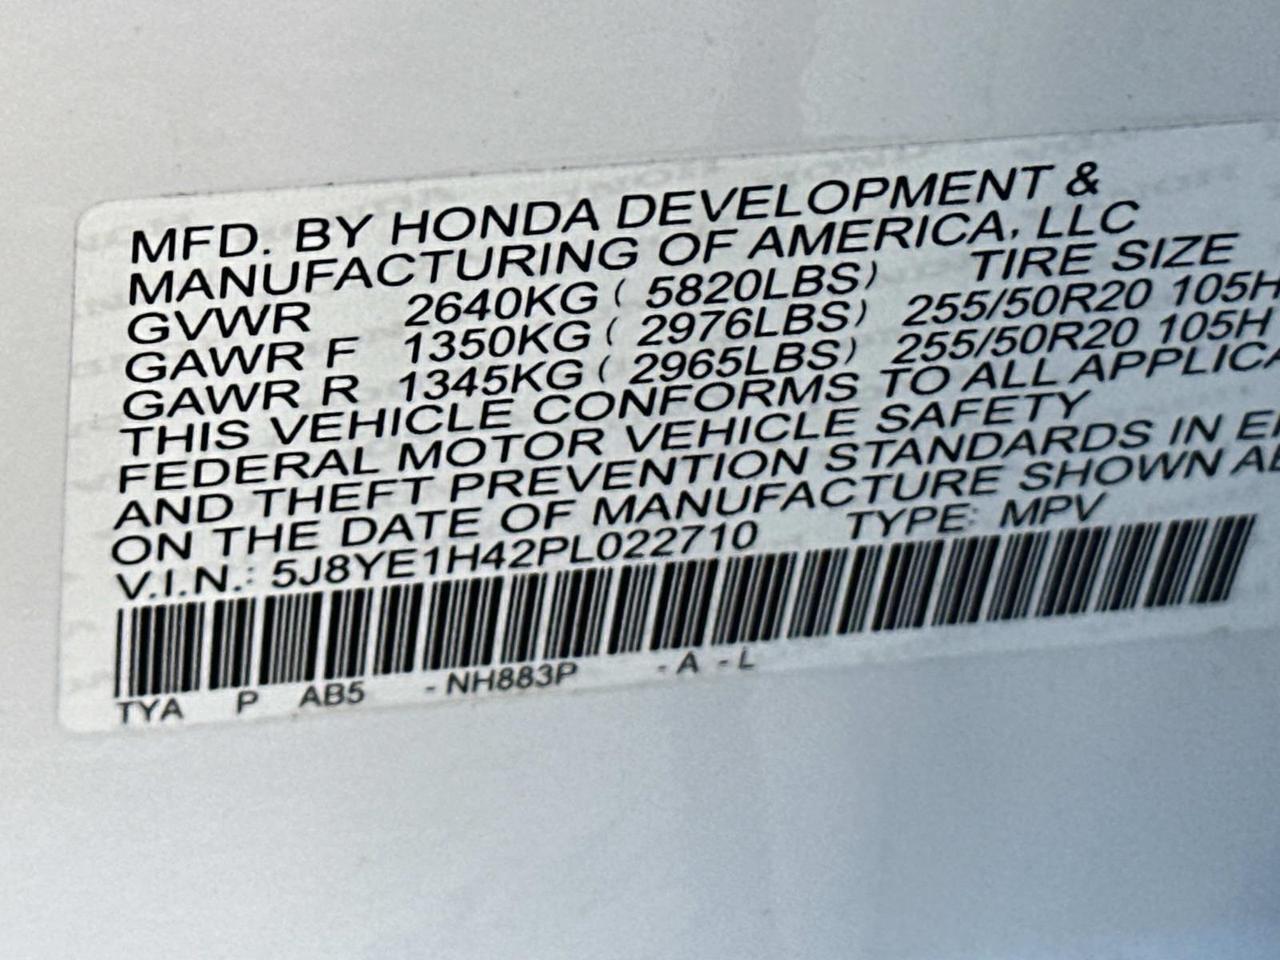 MFD. BY HONDA DEVELOPMENT &
MANUFACTURING OF AMERICA, LLC
GVWR 2640KG ( 5820LBS) TIRE SIZE
GAWR F 1350KG ( 2976LBS) 255/50R20 105H
GAWR R 1345KG ( 2965LBS) 255/50R20 105H
THIS VEHICLE CONFORMS TO ALL APPLICA
FEDERAL MOTOR VEHICLE SAFETY
AND THEFT PREVENTION STANDARDS IN
ON THE DATE OF MANUFACTURE SHOWN
V.I.N.: 5J8YE1H42PL022710 TYPE: MPV
TYA P AB5 - NH883P - A - L